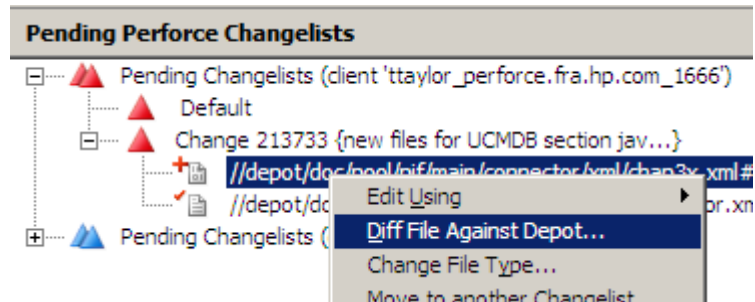 Pending Perforce Changelists
Pending Changelists (client 'ttaylor_perforce.fra.hp.com_1666')
Default
Change 213733 {new files for UCMDB section jav...}
//depot/doc/pool/pif/main/connector/xml/chap3x.xml#
//depot/do or.xm
Edit Using
Diff File Against Depot...
Pending Changelists (
Change File Type...
Move to another Changelist